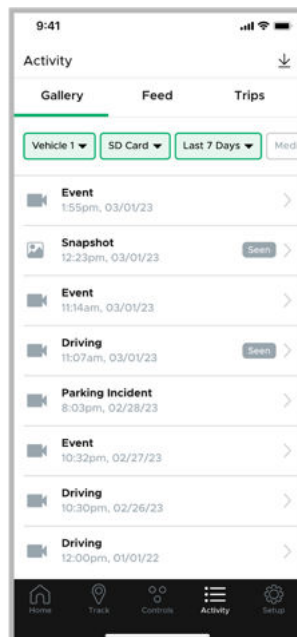 9:41
Activity
Gallery Feed Trips
Vehicle 1 SD Card Last 7 Days Medi
Event
1:55pm, 03/01/23
Snapshot
12:23pm, 03/01/23
Seen
Event
11:14am, 03/01/23
Driving
11:07am, 03/01/23
Seen
Parking Incident
8:03pm, 02/28/23
Event
10:32pm, 02/27/23
Driving
10:30pm, 02/26/23
Driving
12:00pm, 01/01/22
Home Track Controls Activity Setup